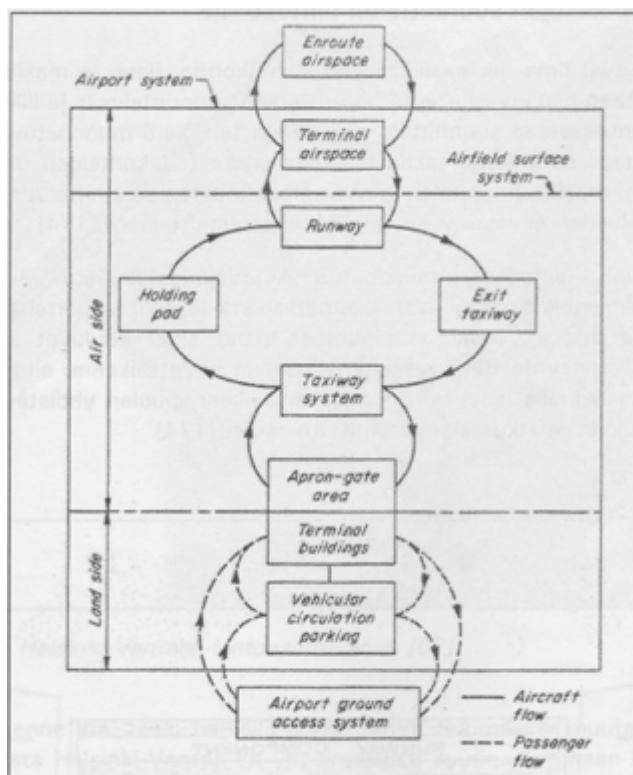 Enroute
airspace
Airport system
Terminal
airspace
Airfield surface
system
Runway
Holding
pad
Exit
taxiway
Air side
Taxiway
system
Apron-gate
area
Terminal
buildings
Land side
Vehicular
circulation
parking
Airport ground
access system
Aircraft
flow
Passenger
flow